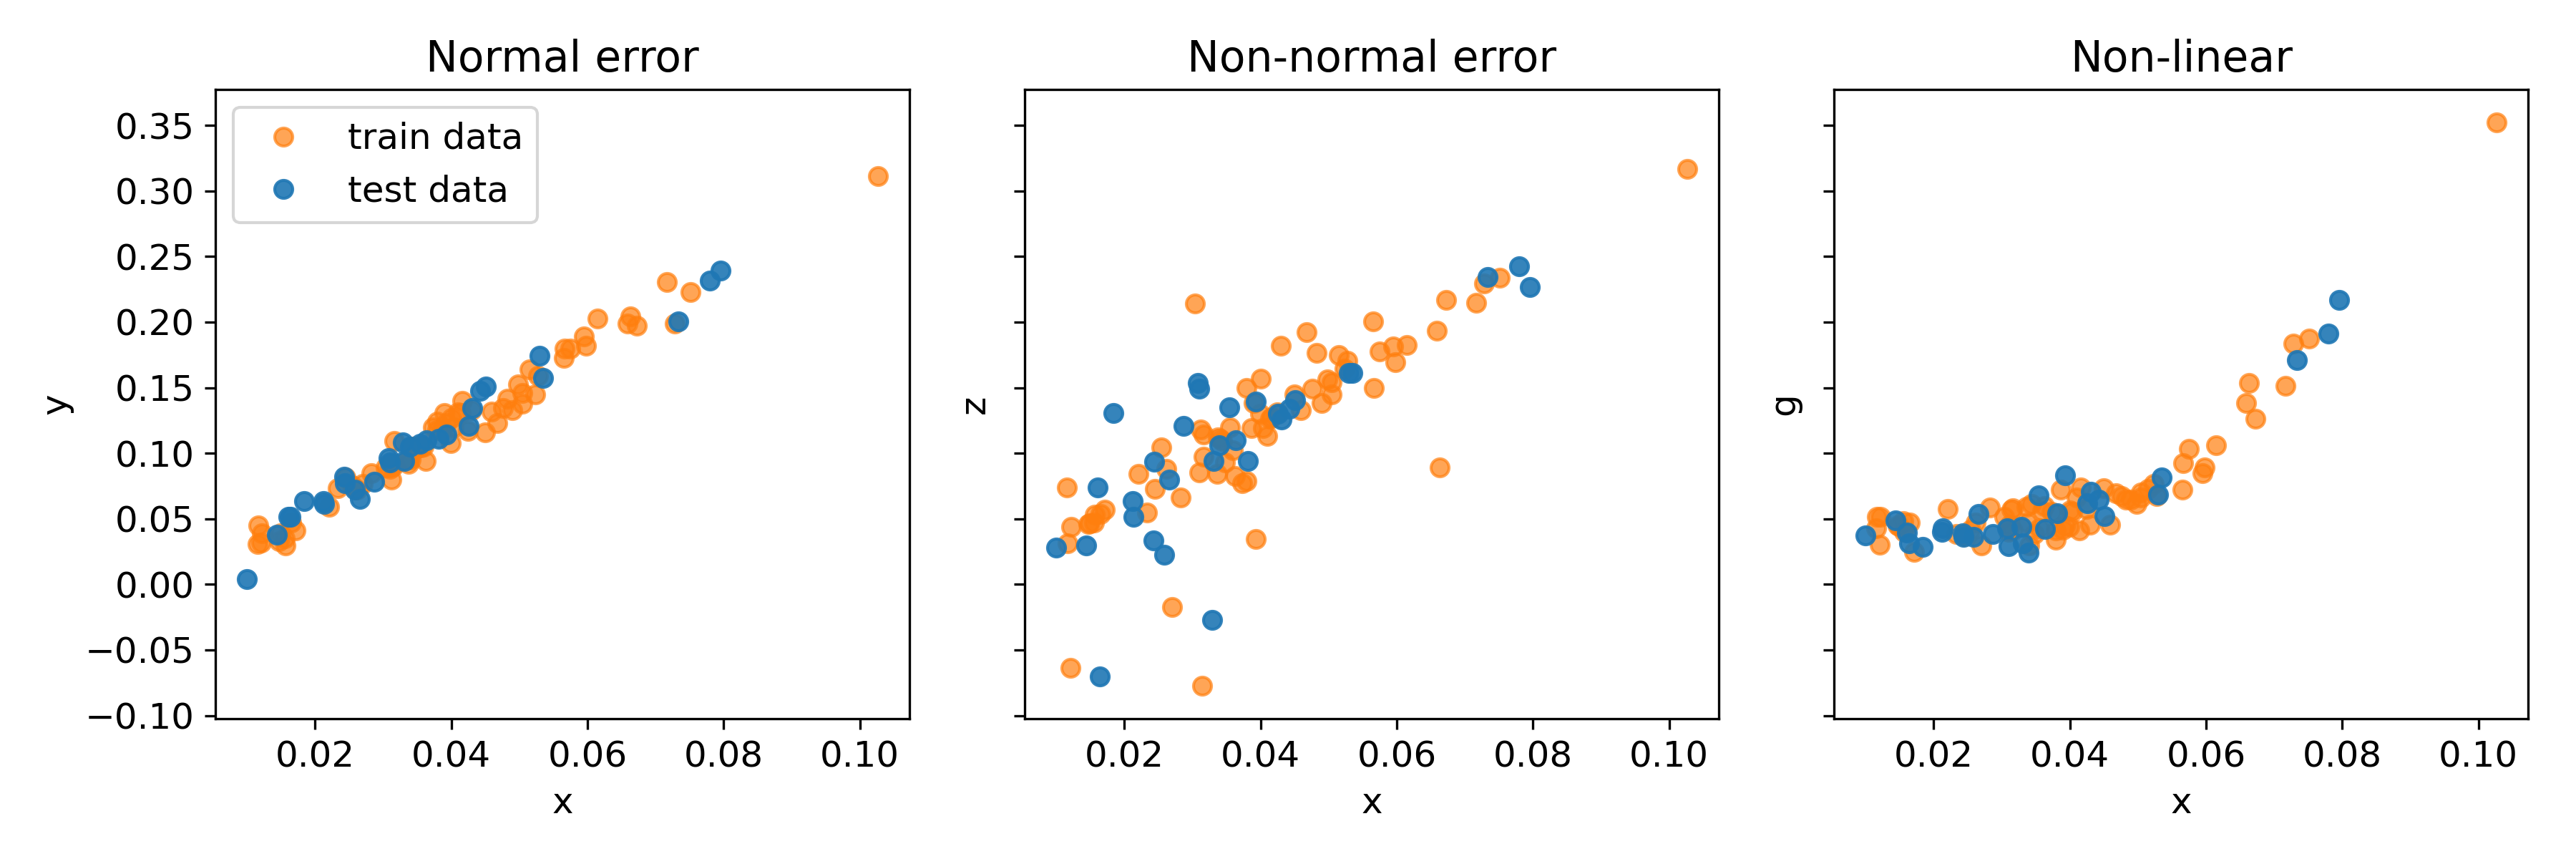 Normal error
Non-normal error
Non-linear
train data
test data
0.35
0.30
0.25
0.20
0.15
0.10
0.05
0.00
−0.05
−0.10
y
z
g
0.02 0.04 0.06 0.08 0.10
0.02 0.04 0.06 0.08 0.10
0.02 0.04 0.06 0.08 0.10
x
x
x